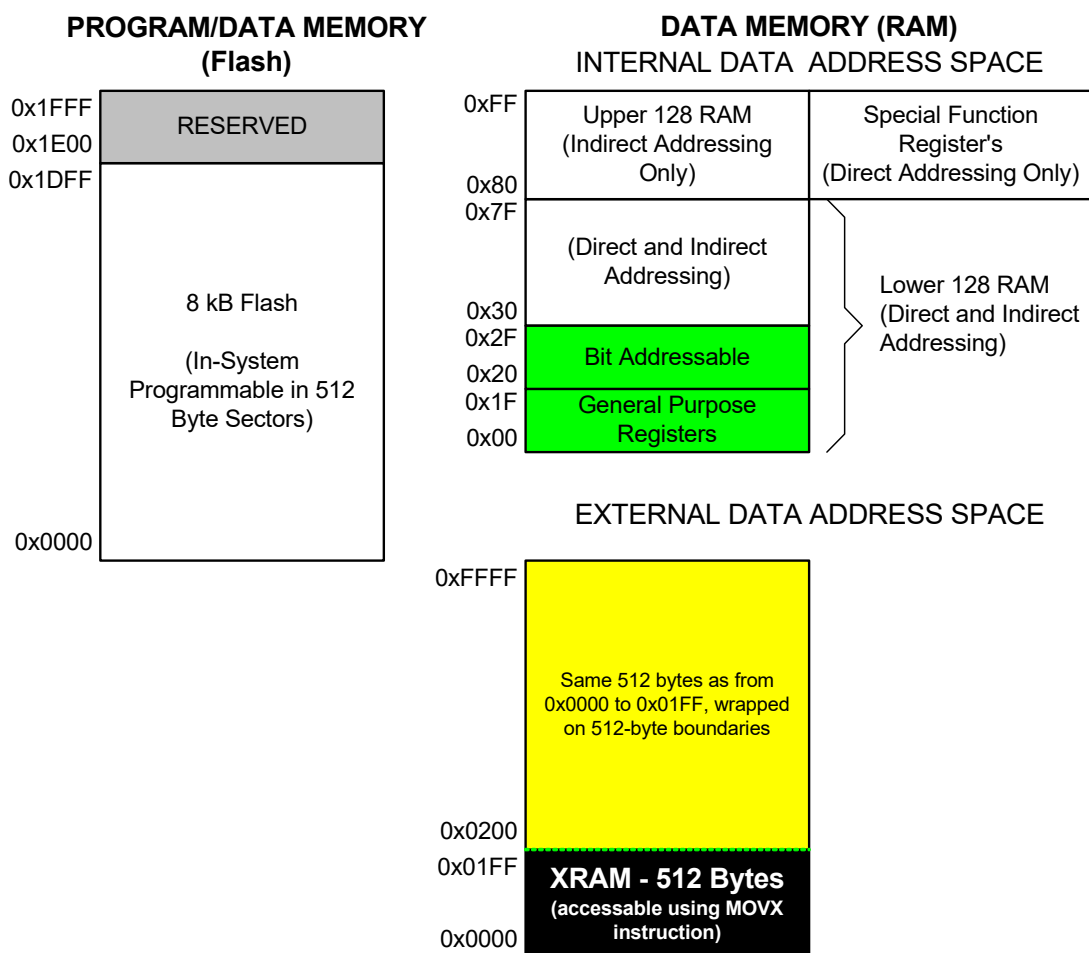 PROGRAM/DATA MEMORY
(Flash)
0x1FFF
RESERVED
0x1E00
0x1DFF
8 kB Flash
(In-System
Programmable in 512
Byte Sectors)
0x0000
DATA MEMORY (RAM)
INTERNAL DATA ADDRESS SPACE
0xFF
Upper 128 RAM
(Indirect Addressing
Only)
0x80
Special Function
Register's
(Direct Addressing Only)
0x7F
(Direct and Indirect
Addressing)
0x30
Lower 128 RAM
(Direct and Indirect
Addressing)
0x2F
Bit Addressable
0x20
0x1F
General Purpose
Registers
0x00
EXTERNAL DATA ADDRESS SPACE
0xFFFF
Same 512 bytes as from
0x0000 to 0x01FF, wrapped
on 512-byte boundaries
0x0200
0x01FF
XRAM - 512 Bytes
(accessable using MOVX
instruction)
0x0000